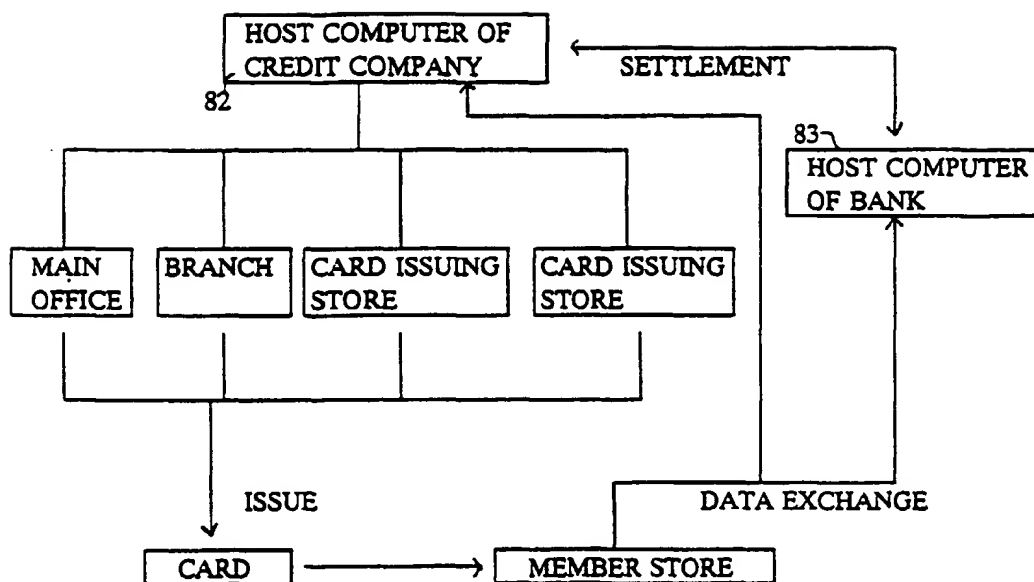 HOST COMPUTER OF
CREDIT COMPANY
82
SETTLEMENT
83
HOST COMPUTER
OF BANK
MAIN
OFFICE
BRANCH
CARD ISSUING
STORE
CARD ISSUING
STORE
ISSUE
DATA EXCHANGE
CARD
MEMBER STORE